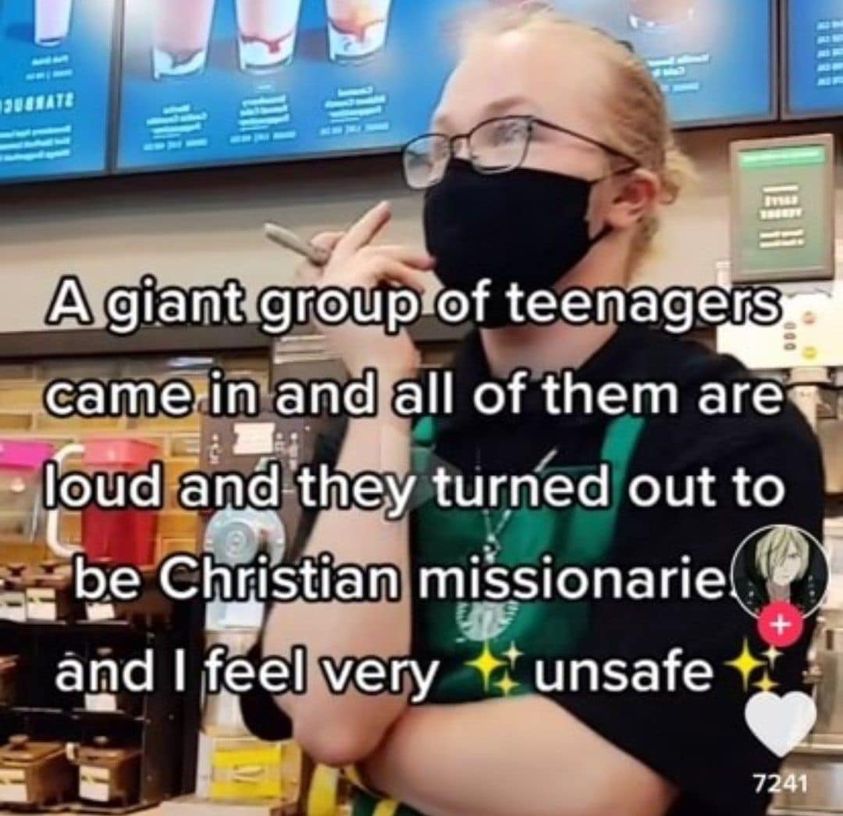 A giant group of teenagers
came in and all of them are
loud and they turned out to
be Christian missionarie
and I feel very ✨ unsafe ✨
7241